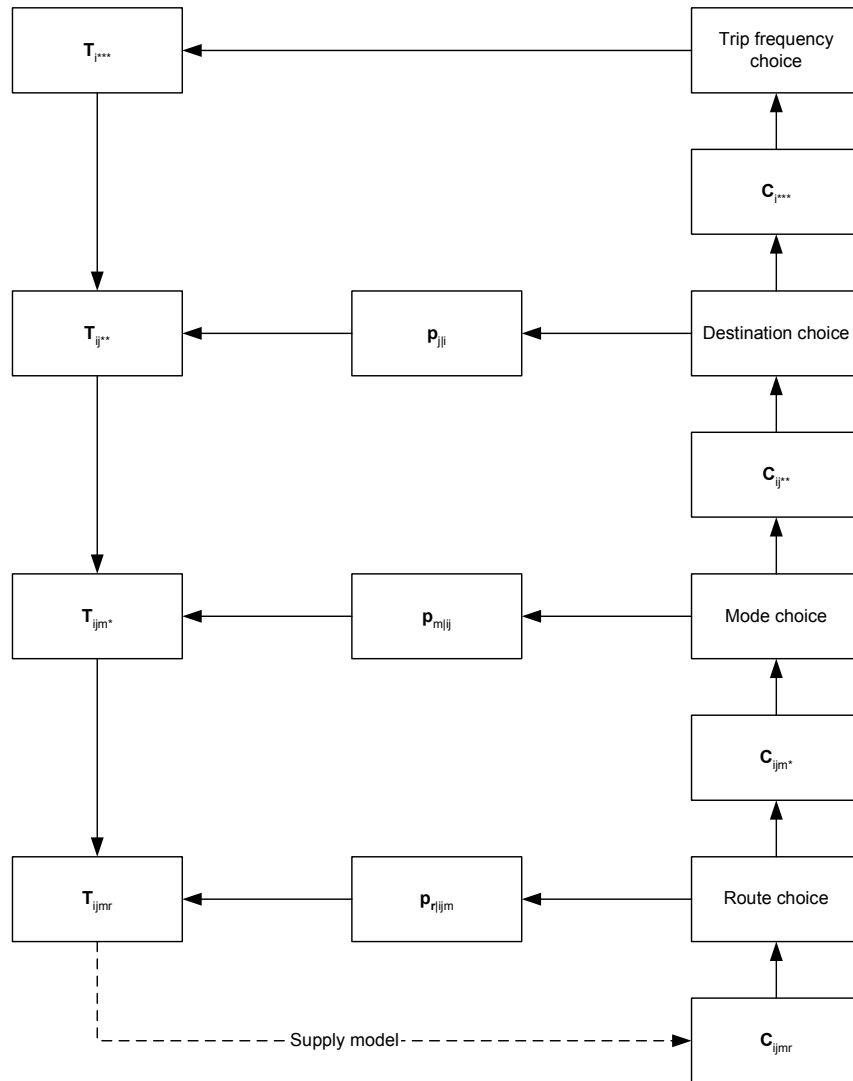 T_i***
Trip frequency
choice
C_i***
T_ij**
p_j|i
Destination choice
C_ij**
T_ijm*
p_m|ij
Mode choice
C_ijm*
T_ijmr
p_r|ijm
Route choice
Supply model
C_ijmr